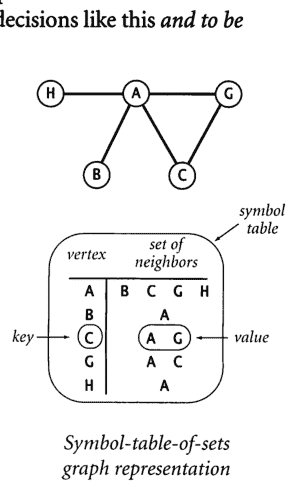 decisions like this and to be
H A G
B C
symbol
table
vertex set of
neighbors
A B C G H
B A
key C A G value
G A C
H A
Symbol-table-of-sets
graph representation